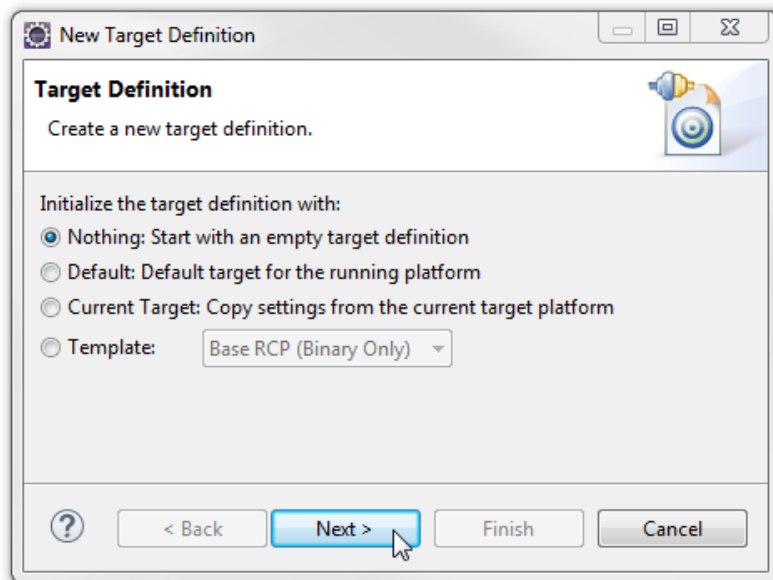 New Target Definition
Target Definition
Create a new target definition.
Initialize the target definition with:
Nothing: Start with an empty target definition
Default: Default target for the running platform
Current Target: Copy settings from the current target platform
Template: Base RCP (Binary Only)
? < Back Next > Finish Cancel